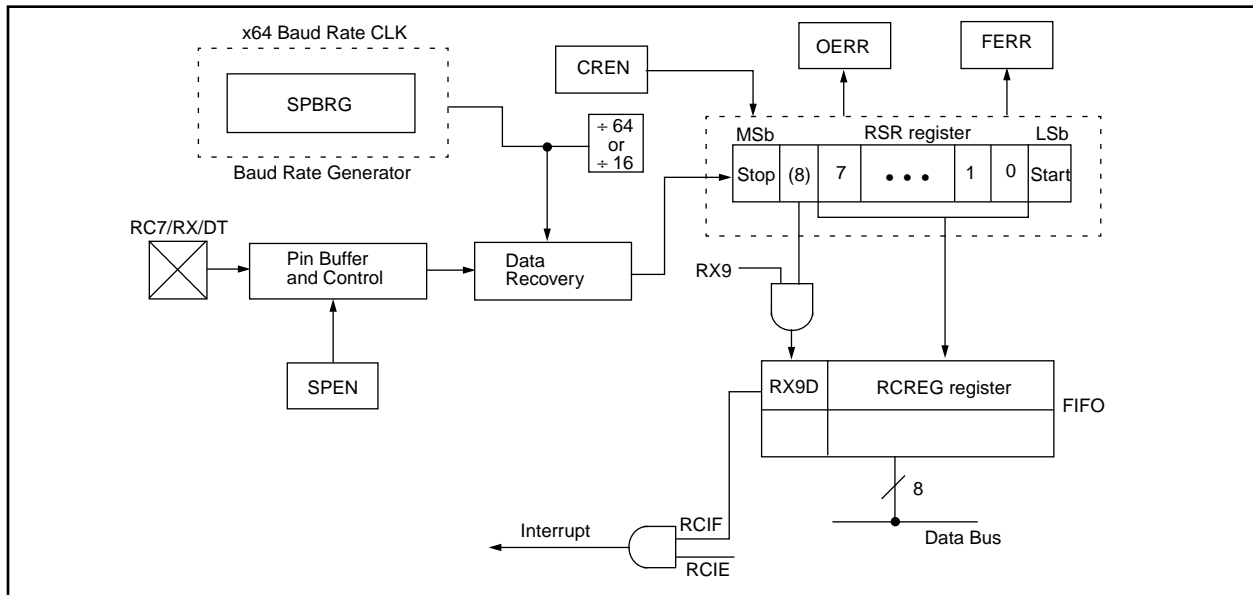 x64 Baud Rate CLK
SPBRG
Baud Rate Generator
CREN
OERR
FERR
÷ 64
or
÷ 16
MSb
RSR register
LSb
Stop
(8)
7
• • •
1
0
Start
RC7/RX/DT
Pin Buffer
and Control
Data
Recovery
RX9
SPEN
RX9D
RCREG register
FIFO
8
Data Bus
Interrupt
RCIF
RCIE